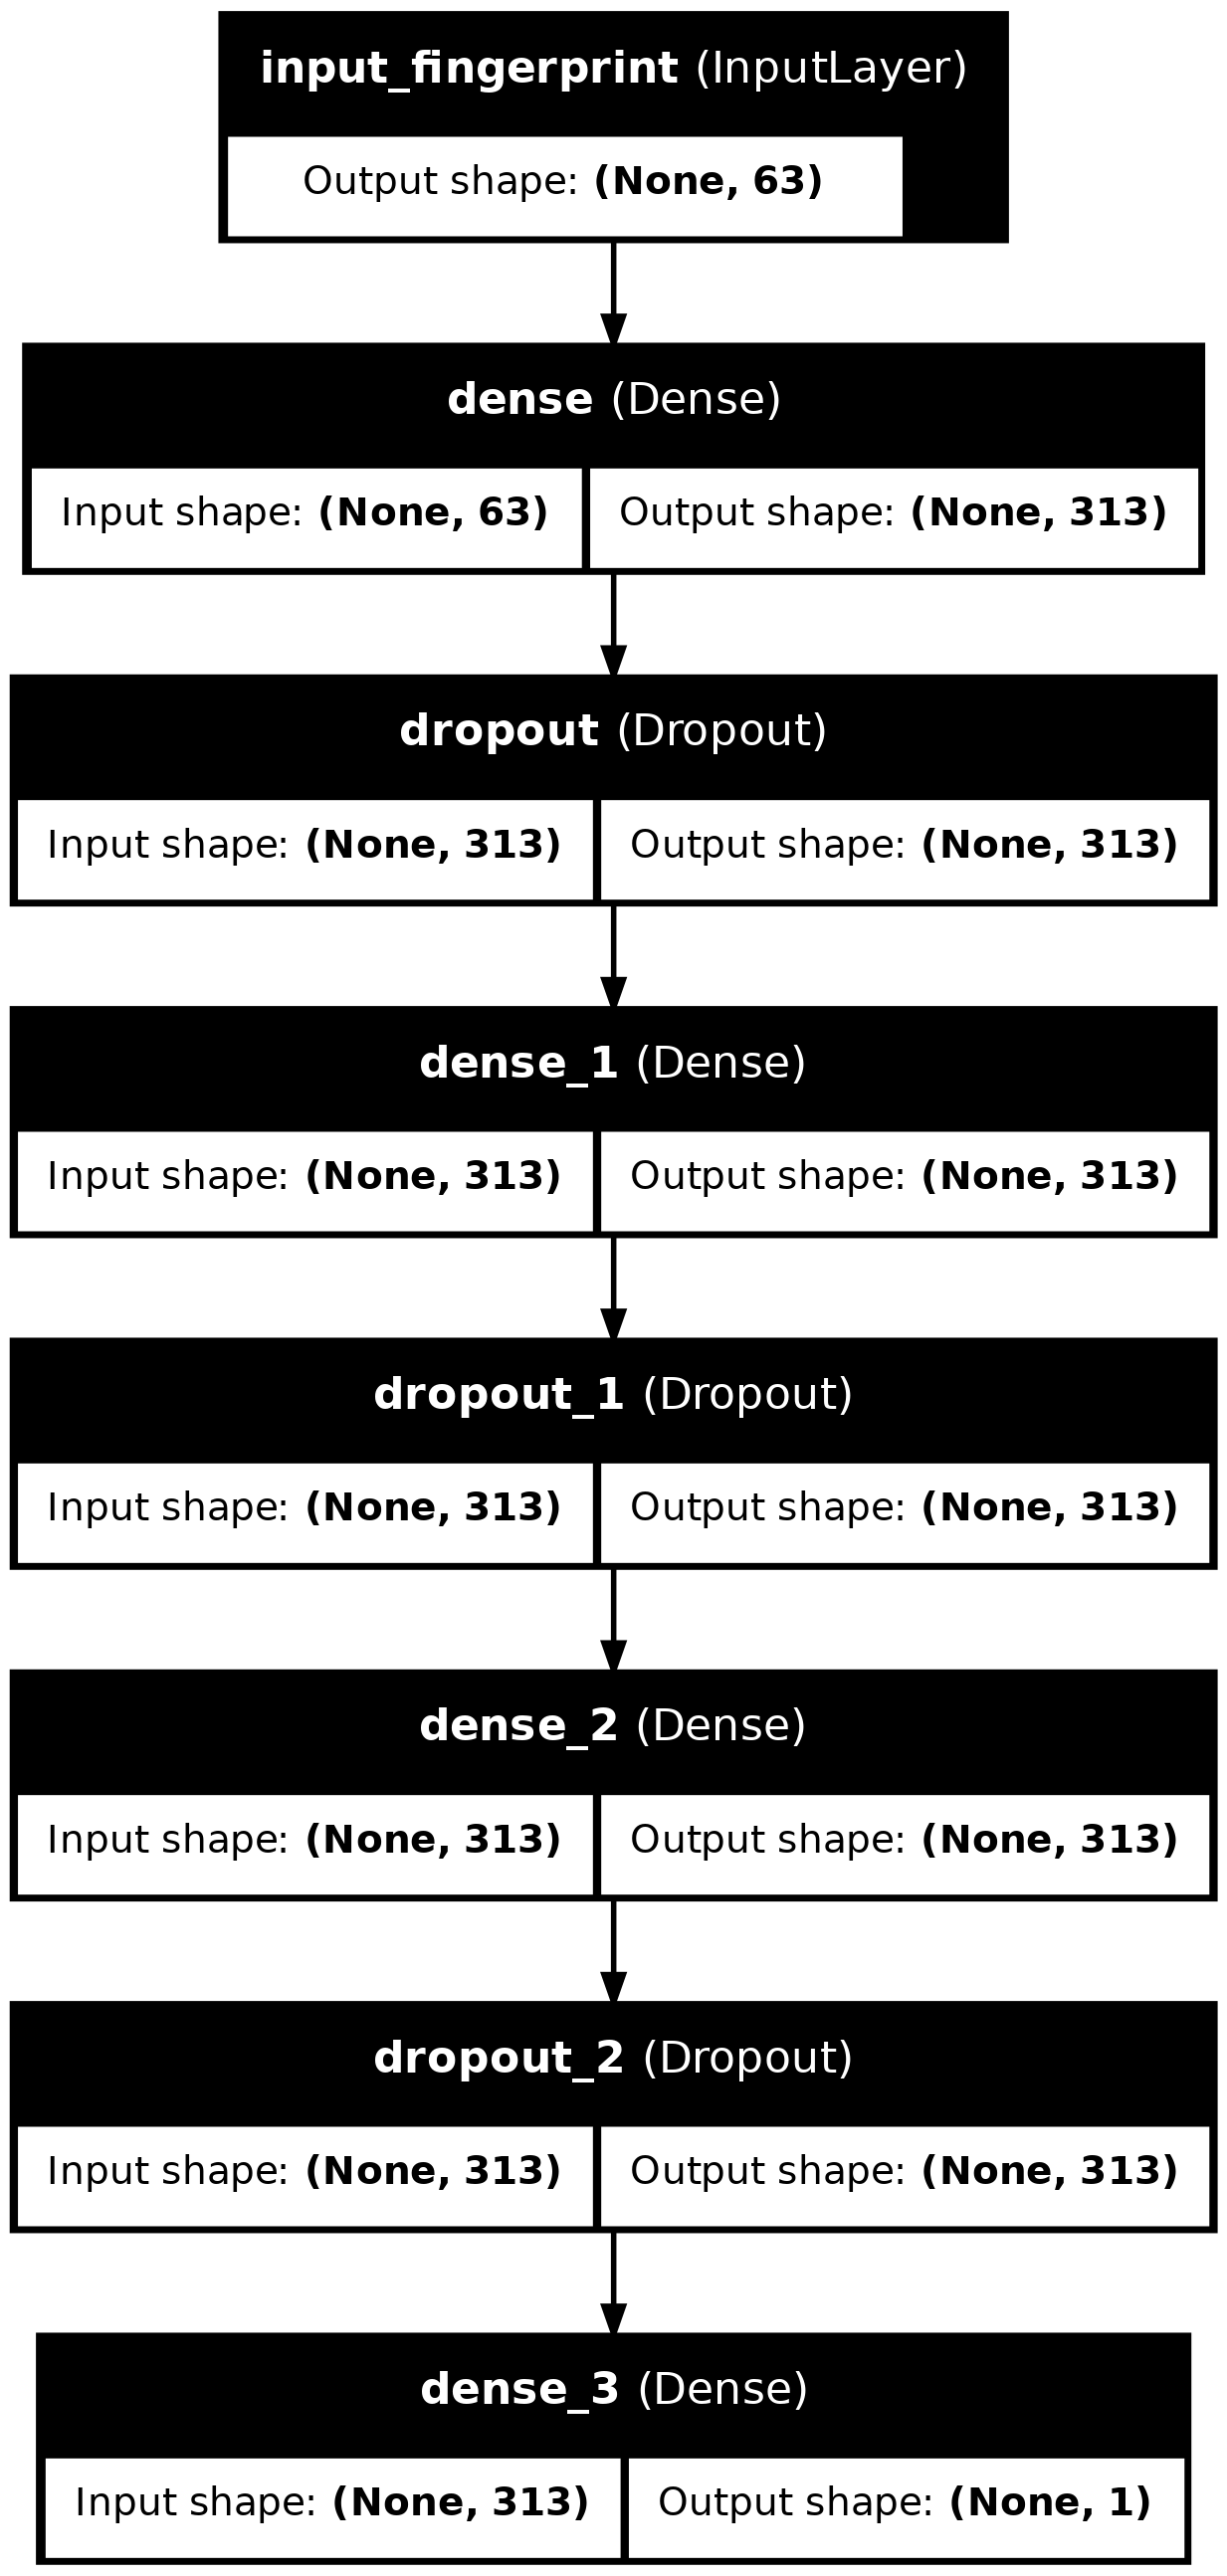 input_fingerprint (InputLayer)
Output shape: (None, 63)
dense (Dense)
Input shape: (None, 63) Output shape: (None, 313)
dropout (Dropout)
Input shape: (None, 313) Output shape: (None, 313)
dense_1 (Dense)
Input shape: (None, 313) Output shape: (None, 313)
dropout_1 (Dropout)
Input shape: (None, 313) Output shape: (None, 313)
dense_2 (Dense)
Input shape: (None, 313) Output shape: (None, 313)
dropout_2 (Dropout)
Input shape: (None, 313) Output shape: (None, 313)
dense_3 (Dense)
Input shape: (None, 313) Output shape: (None, 1)